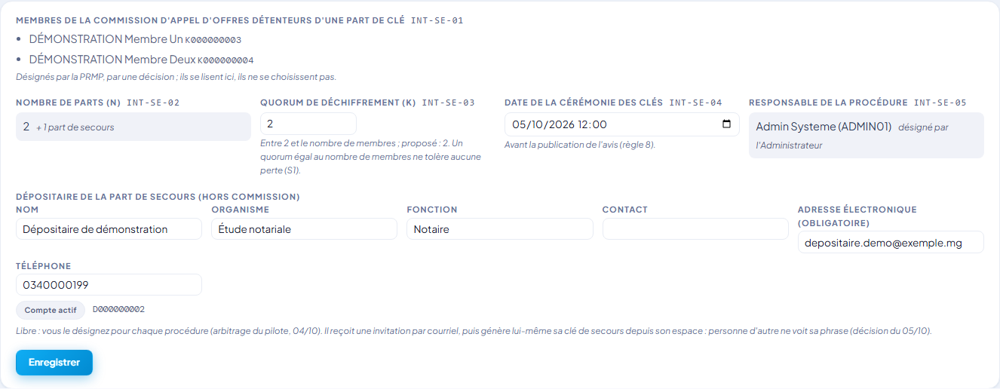 MEMBRES DE LA COMMISSION D'APPEL D'OFFRES DÉTENTEURS D'UNE PART DE CLÉ INT-SE-01
• DÉMONSTRATION Membre Un K000000003
• DÉMONSTRATION Membre Deux K000000004
Désignés par la PRMP, par une décision ; ils se lisent ici, ils ne se choisissent pas.
NOMBRE DE PARTS (N) INT-SE-02
2 + 1 part de secours
QUORUM DE DÉCHIFFREMENT (K) INT-SE-03
2
Entre 2 et le nombre de membres ; proposé : 2. Un
quorum égal au nombre de membres ne tolère aucune
perte (S1).
DATE DE LA CÉRÉMONIE DES CLÉS INT-SE-04
05/10/2026 12:00
Avant la publication de l'avis (règle 8).
RESPONSABLE DE LA PROCÉDURE INT-SE-05
Admin Systeme (ADMIN01) désigné par
l'Administrateur
DÉPOSITAIRE DE LA PART DE SECOURS (HORS COMMISSION)
NOM
Dépositaire de démonstration
ORGANISME
Étude notariale
FONCTION
Notaire
CONTACT
ADRESSE ÉLECTRONIQUE
(OBLIGATOIRE)
depositaire.demo@exemple.mg
TÉLÉPHONE
0340000199
Compte actif D000000002
Libre : vous le désignez pour chaque procédure (arbitrage du pilote, 04/10). Il reçoit une invitation par courriel, puis génère lui-même sa clé de secours depuis son espace : personne d'autre ne voit sa phrase (décision du 05/10).
Enregistrer